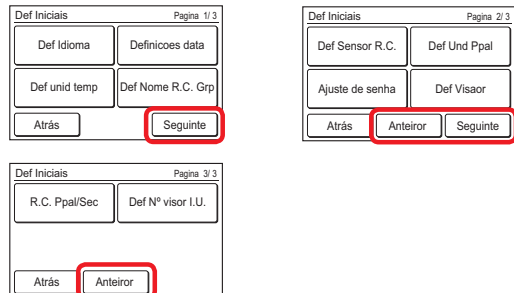 Def Iniciais Pagina 1/ 3
Def Idioma Definicoes data
Def unid temp Def Nome R.C. Grp
Atrás Seguinte
Def Iniciais Pagina 2/ 3
Def Sensor R.C. Def Und Ppal
Ajuste de senha Def Visaor
Atrás Anteiror Seguinte
Def Iniciais Pagina 3/ 3
R.C. Ppal/Sec Def Nº visor I.U.
Atrás Anteiror